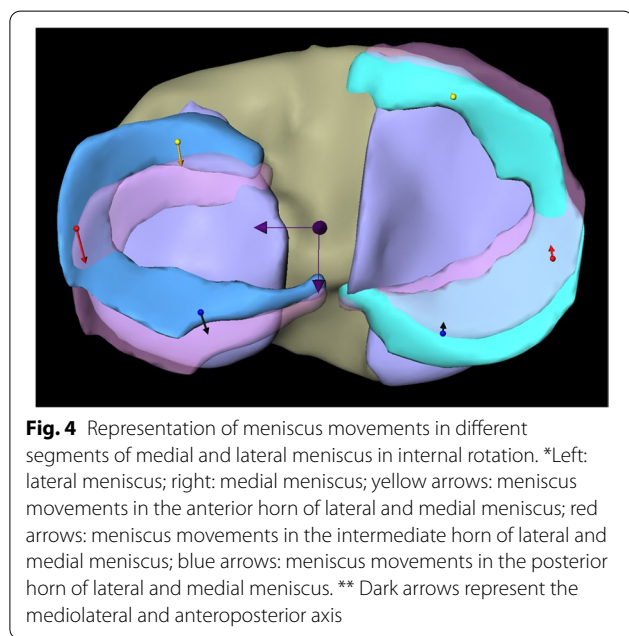 Fig. 4 Representation of meniscus movements in different
segments of medial and lateral meniscus in internal rotation. *Left:
lateral meniscus; right: medial meniscus; yellow arrows: meniscus
movements in the anterior horn of lateral and medial meniscus; red
arrows: meniscus movements in the intermediate horn of lateral and
medial meniscus; blue arrows: meniscus movements in the posterior
horn of lateral and medial meniscus. ** Dark arrows represent the
mediolateral and anteroposterior axis